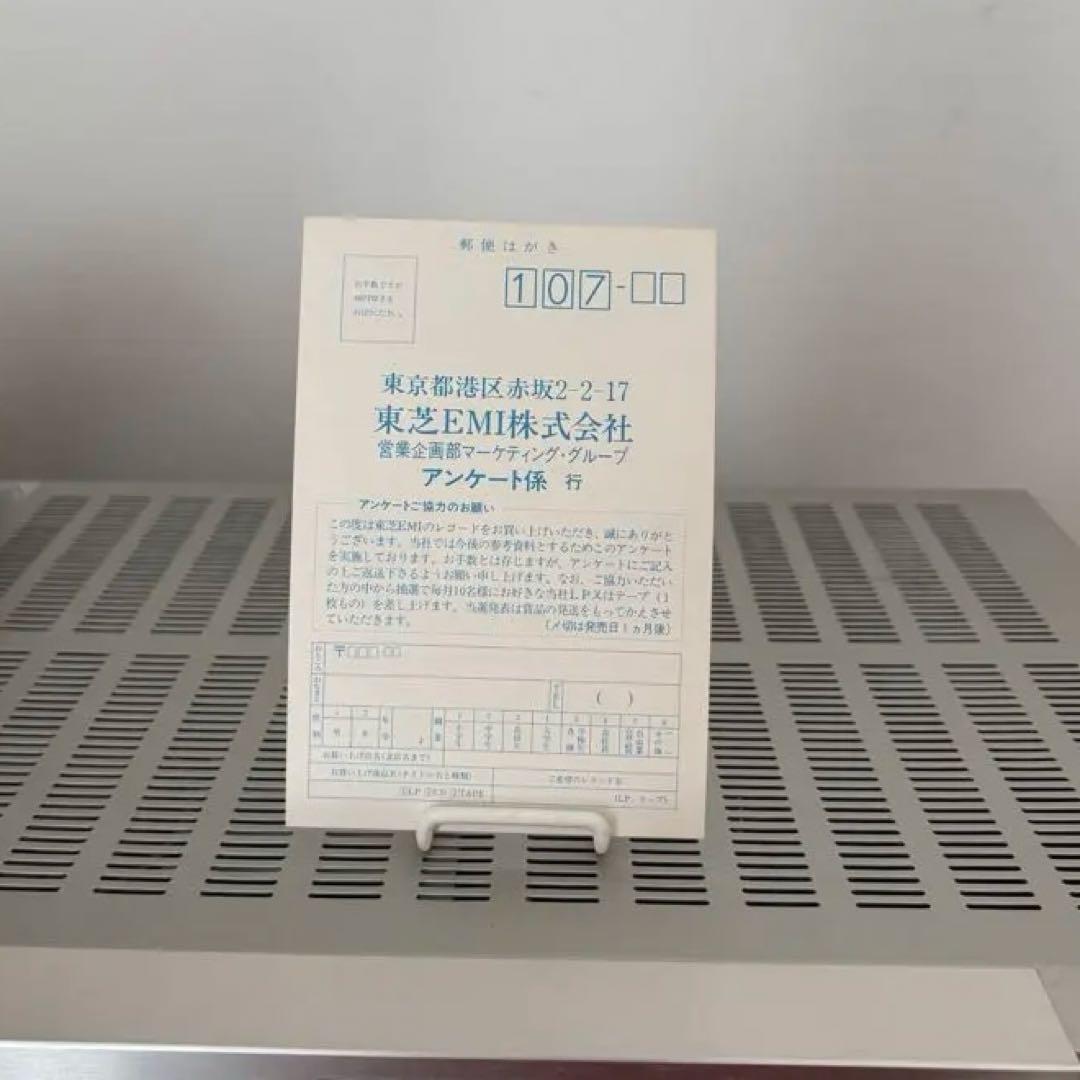 郵便はがき
お手数ですが
107-
東京都港区赤坂2-2-17
東芝EMI株式会社
営業企画部マーケティング・グループ
アンケート係 行
アンケートご協力のお願い
この度は東芝EMIのレコードをお買い上げいただき、誠にありがと
うございます。当社では今後の参考資料とするためこのアンケート
を実施しております。お手数とは存じますが、アンケートにご記入
の上ご返送下さるようお願い申し上げます。なお、ご協力いただい
た方の中から抽選で毎月10名様にお好きな当社LP又はテープ(1
枚もの)を差し上げます。当選発表は賞品の発送をもってかえさせ
ていただきます。 (〆切は発売日1ヵ月後)
〒
( )
お買い上げ店名(支店名まで)